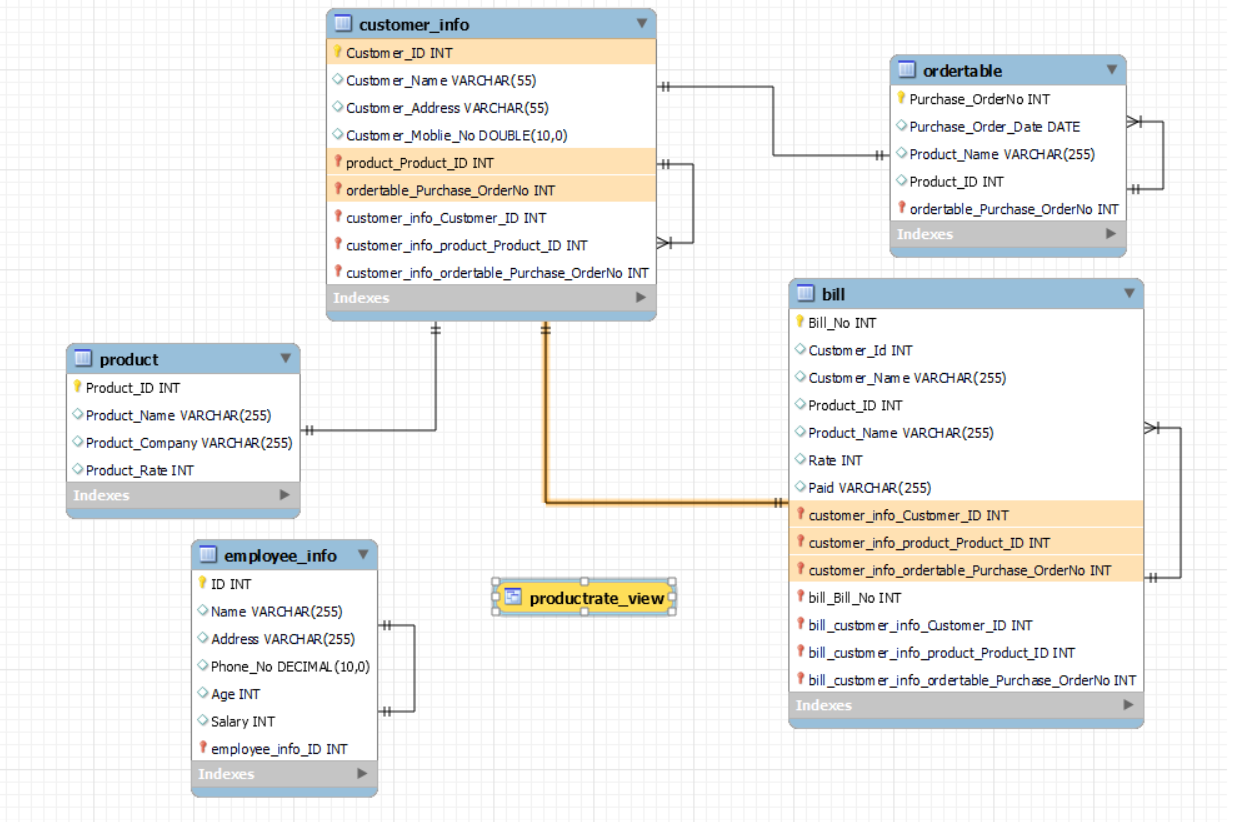 customer_info
Customer_ID INT
Customer_Name VARCHAR(55)
Customer_Address VARCHAR(55)
Customer_Moblie_No DOUBLE(10,0)
product_Product_ID INT
ordertable_Purchase_OrderNo INT
customer_info_Customer_ID INT
customer_info_product_Product_ID INT
customer_info_ordertable_Purchase_OrderNo INT
Indexes
ordertable
Purchase_OrderNo INT
Purchase_Order_Date DATE
Product_Name VARCHAR(255)
Product_ID INT
ordertable_Purchase_OrderNo INT
Indexes
bill
Bill_No INT
Customer_Id INT
Customer_Name VARCHAR(255)
Product_ID INT
Product_Name VARCHAR(255)
Rate INT
Paid VARCHAR(255)
customer_info_Customer_ID INT
customer_info_product_Product_ID INT
customer_info_ordertable_Purchase_OrderNo INT
bill_Bill_No INT
bill_customer_info_Customer_ID INT
bill_customer_info_product_Product_ID INT
bill_customer_info_ordertable_Purchase_OrderNo INT
Indexes
product
Product_ID INT
Product_Name VARCHAR(255)
Product_Company VARCHAR(255)
Product_Rate INT
Indexes
employee_info
ID INT
Name VARCHAR(255)
Address VARCHAR(255)
Phone_No DECIMAL(10,0)
Age INT
Salary INT
employee_info_ID INT
Indexes
productrate_view